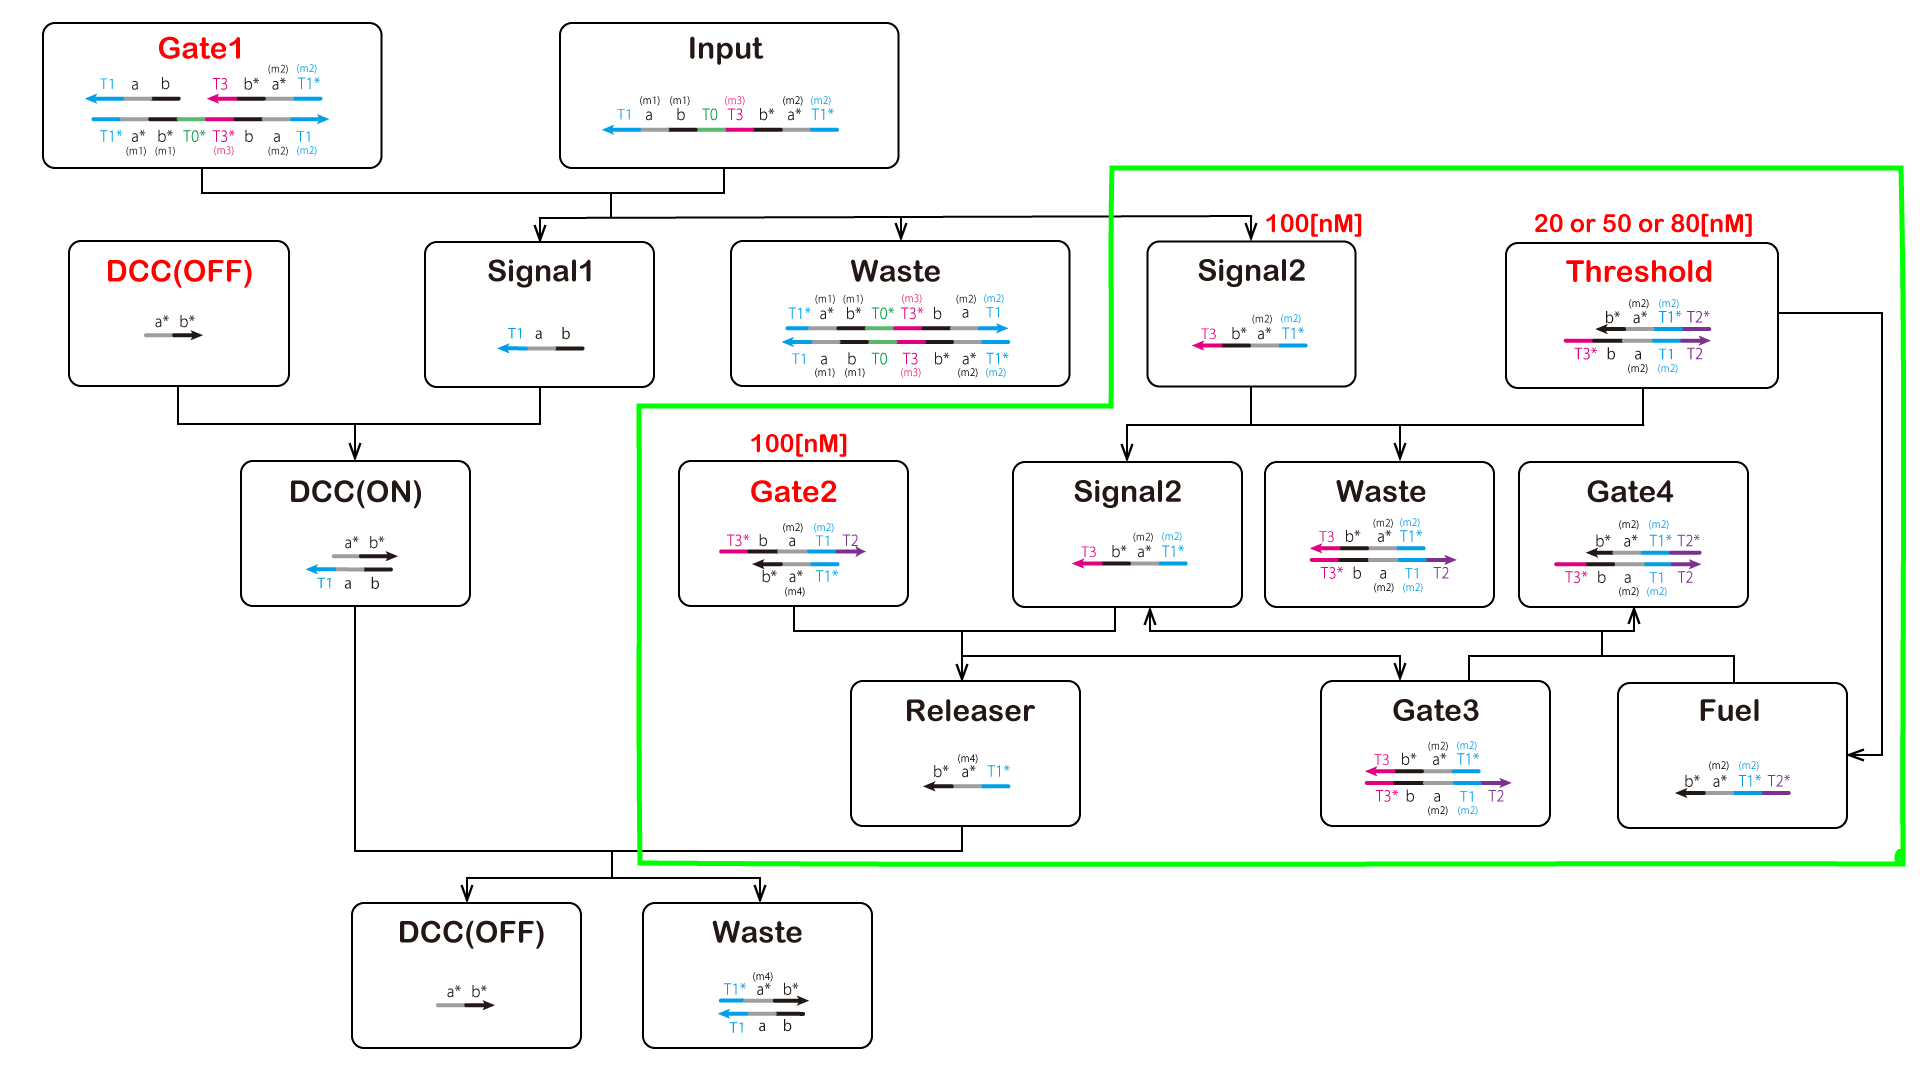 Gate1
(m2) (m2)
T1 a b T3 b* a* T1*
T1* a* b* T0* T3* b a T1
(m1) (m1) (m3) (m2) (m2)
Input
(m1) (m1) (m3) (m2) (m2)
T1 a b T0 T3 b* a* T1*
DCC(OFF)
a* b*
Signal1
T1 a b
Waste
(m1) (m1) (m3) (m2) (m2)
T1* a* b* T0* T3* b a T1
T1 a b T0 T3 b* a* T1*
(m1) (m1) (m3) (m2) (m2)
100[nM]
Signal2
(m2) (m2)
T3 b* a* T1*
20 or 50 or 80[nM]
Threshold
(m2) (m2)
b* a* T1* T2*
T3* b a T1 T2
(m2) (m2)
DCC(ON)
a* b*
T1 a b
100[nM]
Gate2
(m2) (m2)
T3* b a T1 T2
b* a* T1*
(m4)
Signal2
(m2) (m2)
T3 b* a* T1*
Waste
(m2) (m2)
T3 b* a* T1*
T3* b a T1 T2
(m2) (m2)
Gate4
(m2) (m2)
b* a* T1* T2*
T3* b a T1 T2
(m2) (m2)
Releaser
(m4)
b* a* T1*
Gate3
(m2) (m2)
T3 b* a* T1*
T3* b a T1 T2
(m2) (m2)
Fuel
(m2) (m2)
b* a* T1* T2*
DCC(OFF)
a* b*
Waste
(m4)
T1* a* b*
T1 a b